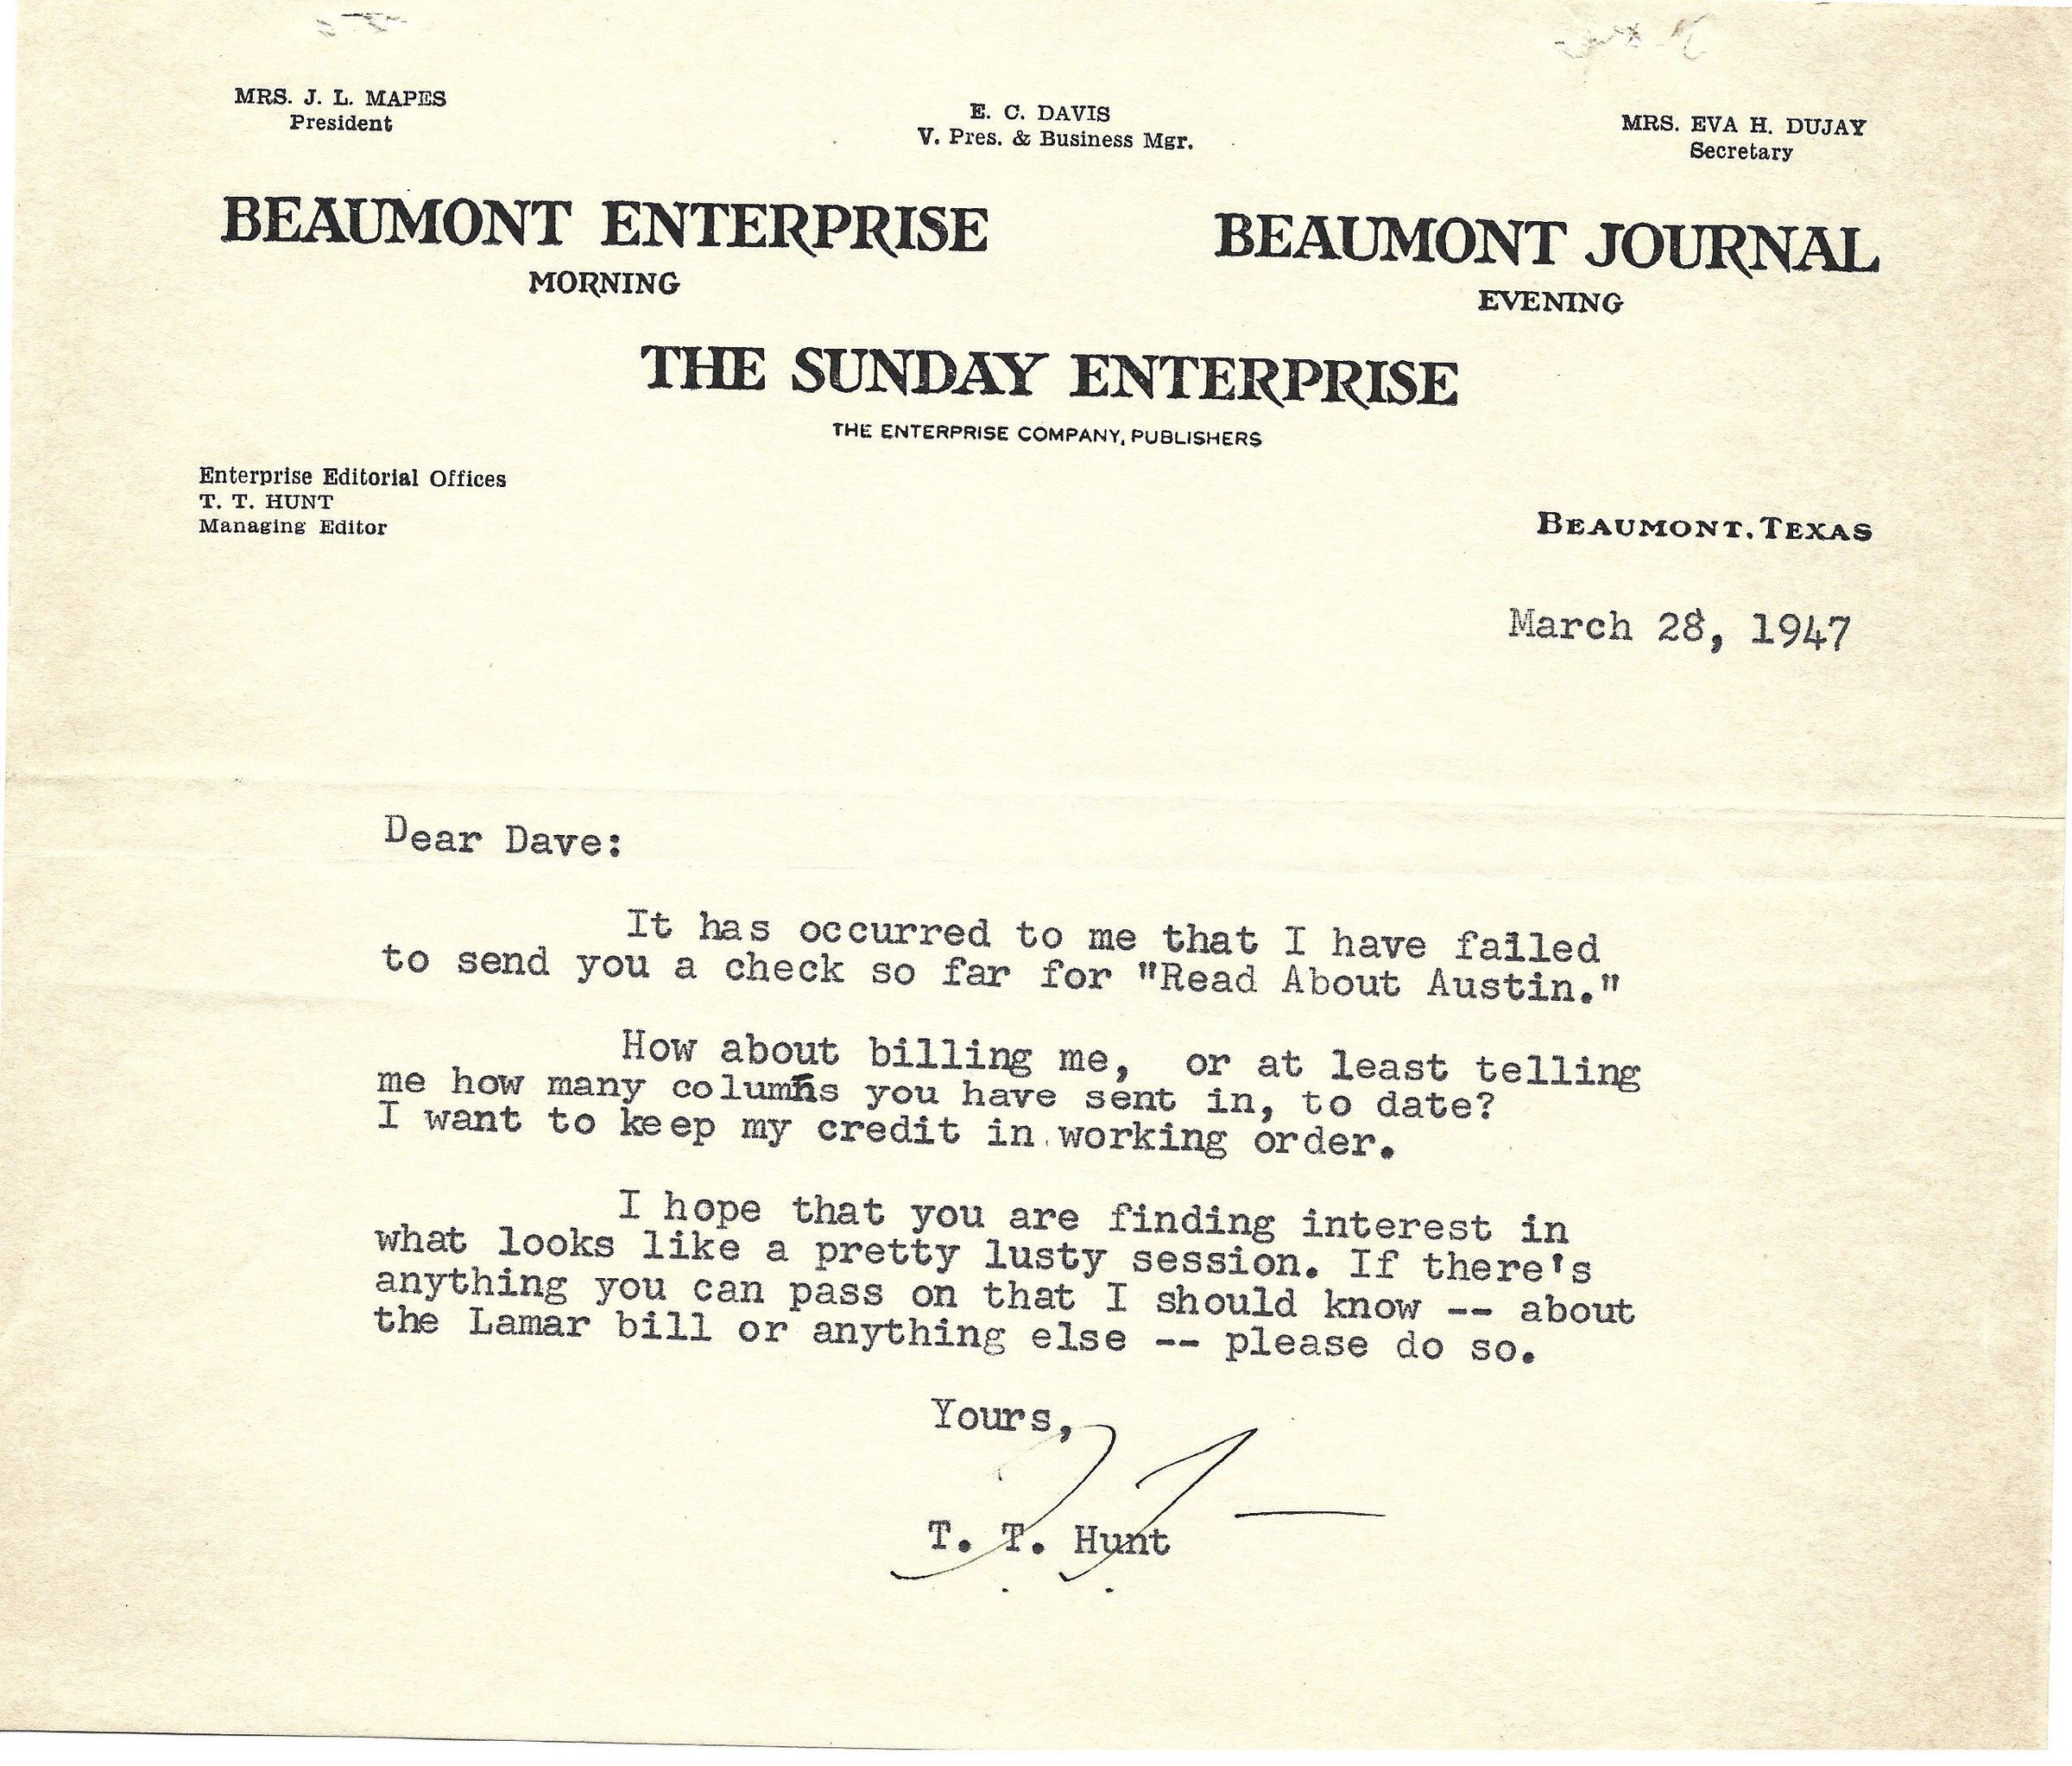 MRS. J. L. MAPES
President
E. C. DAVIS
V. Pres. & Business Mgr.
MRS. EVA H. DUJAY
Secretary
BEAUMONT ENTERPRISE
MORNING
BEAUMONT JOURNAL
EVENING
THE SUNDAY ENTERPRISE
THE ENTERPRISE COMPANY, PUBLISHERS
Enterprise Editorial Offices
T. T. HUNT
Managing Editor
BEAUMONT, TEXAS
March 28, 1947
Dear Dave:
It has occurred to me that I have failed
to send you a check so far for "Read About Austin."
How about billing me, or at least telling
me how many columns you have sent in, to date?
I want to keep my credit in working order.
I hope that you are finding interest in
what looks like a pretty lusty session. If there's
anything you can pass on that I should know -- about
the Lamar bill or anything else -- please do so.
Yours,
T. T. Hunt